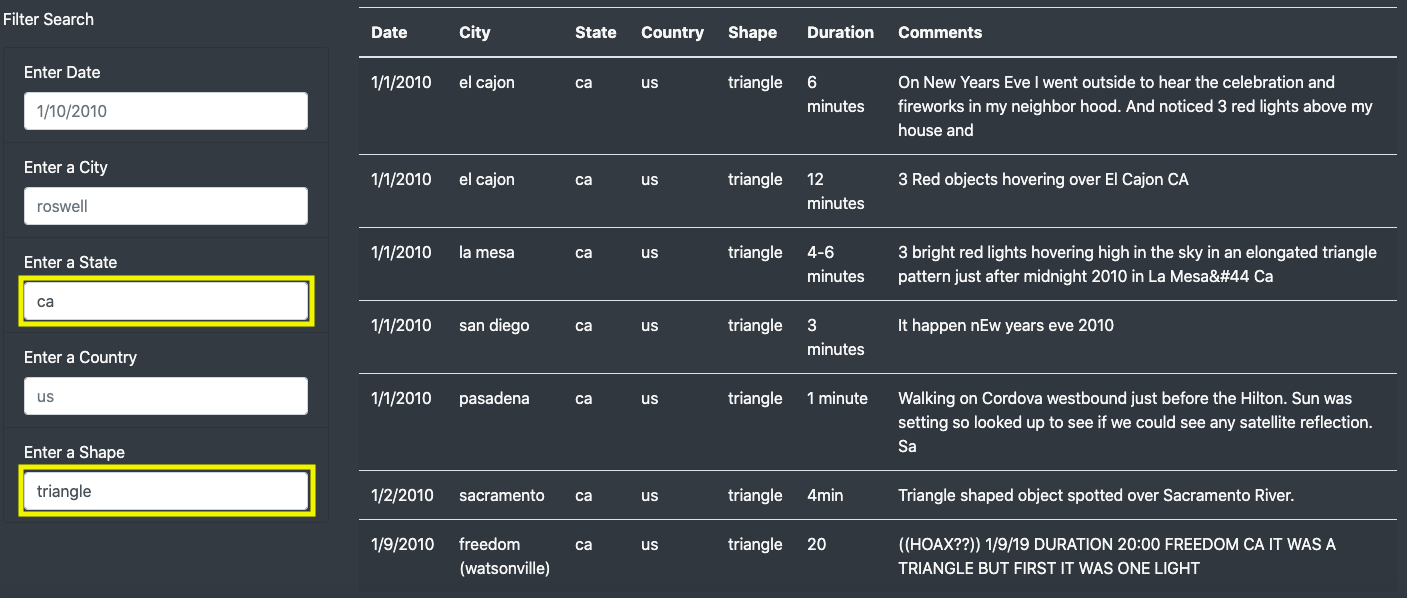 Filter Search
Enter Date
1/10/2010
Enter a City
roswell
Enter a State
ca
Enter a Country
us
Enter a Shape
triangle
Date City State Country Shape Duration Comments
1/1/2010 el cajon ca us triangle 6 On New Years Eve I went outside to hear the celebration and
minutes fireworks in my neighbor hood. And noticed 3 red lights above my
house and
1/1/2010 el cajon ca us triangle 12 3 Red objects hovering over El Cajon CA
minutes
1/1/2010 la mesa ca us triangle 4-6 3 bright red lights hovering high in the sky in an elongated triangle
minutes pattern just after midnight 2010 in La Mesa&#44 Ca
1/1/2010 san diego ca us triangle 3 It happen nEw years eve 2010
minutes
1/1/2010 pasadena ca us triangle 1 minute Walking on Cordova westbound just before the Hilton. Sun was
setting so looked up to see if we could see any satellite reflection.
Sa
1/2/2010 sacramento ca us triangle 4min Triangle shaped object spotted over Sacramento River.
1/9/2010 freedom ca us triangle 20 ((HOAX??)) 1/9/19 DURATION 20:00 FREEDOM CA IT WAS A
(watsonville) TRIANGLE BUT FIRST IT WAS ONE LIGHT